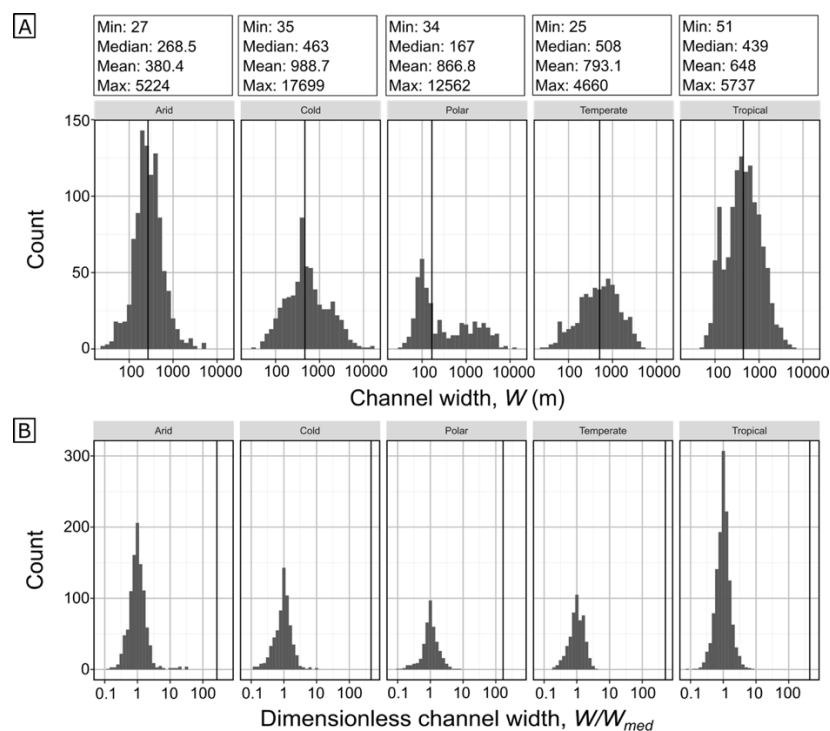 A
Min: 27
Median: 268.5
Mean: 380.4
Max: 5224
Min: 35
Median: 463
Mean: 988.7
Max: 17699
Min: 34
Median: 167
Mean: 866.8
Max: 12562
Min: 25
Median: 508
Mean: 793.1
Max: 4660
Min: 51
Median: 439
Mean: 648
Max: 5737
Arid Cold Polar Temperate Tropical
150
100
50
0
Count
100 1000 10000 100 1000 10000 100 1000 10000 100 1000 10000 100 1000 10000
Channel width, W (m)
B
Arid Cold Polar Temperate Tropical
300
200
100
0
Count
0.1 1 10 100 0.1 1 10 100 0.1 1 10 100 0.1 1 10 100 0.1 1 10 100
Dimensionless channel width, W/Wmed